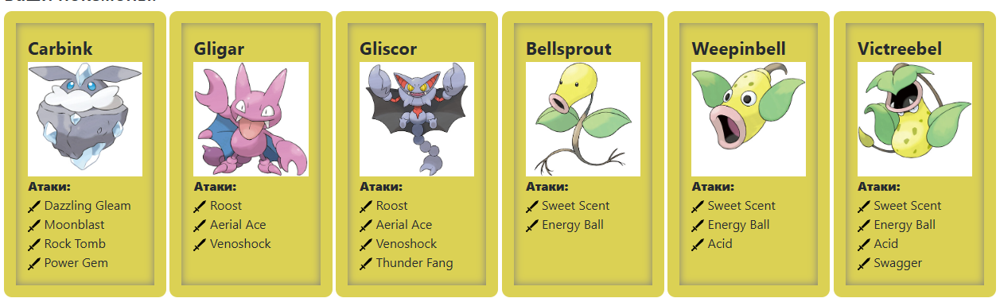 Carbink
Атаки:
Dazzling Gleam
Moonblast
Rock Tomb
Power Gem
Gligar
Атаки:
Roost
Aerial Ace
Venoshock
Gliscor
Атаки:
Roost
Aerial Ace
Venoshock
Thunder Fang
Bellsprout
Атаки:
Sweet Scent
Energy Ball
Weepinbell
Атаки:
Sweet Scent
Energy Ball
Acid
Victreebel
Атаки:
Sweet Scent
Energy Ball
Acid
Swagger